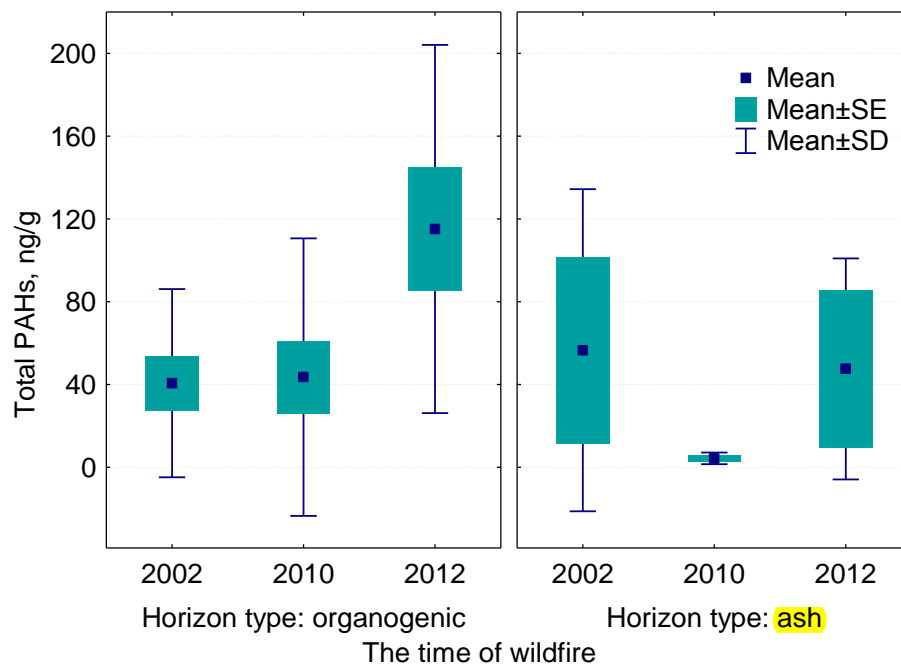 Total PAHs, ng/g
200
160
120
80
40
0
Mean
Mean±SE
Mean±SD
2002 2010 2012 2002 2010 2012
Horizon type: organogenic Horizon type: ash
The time of wildfire